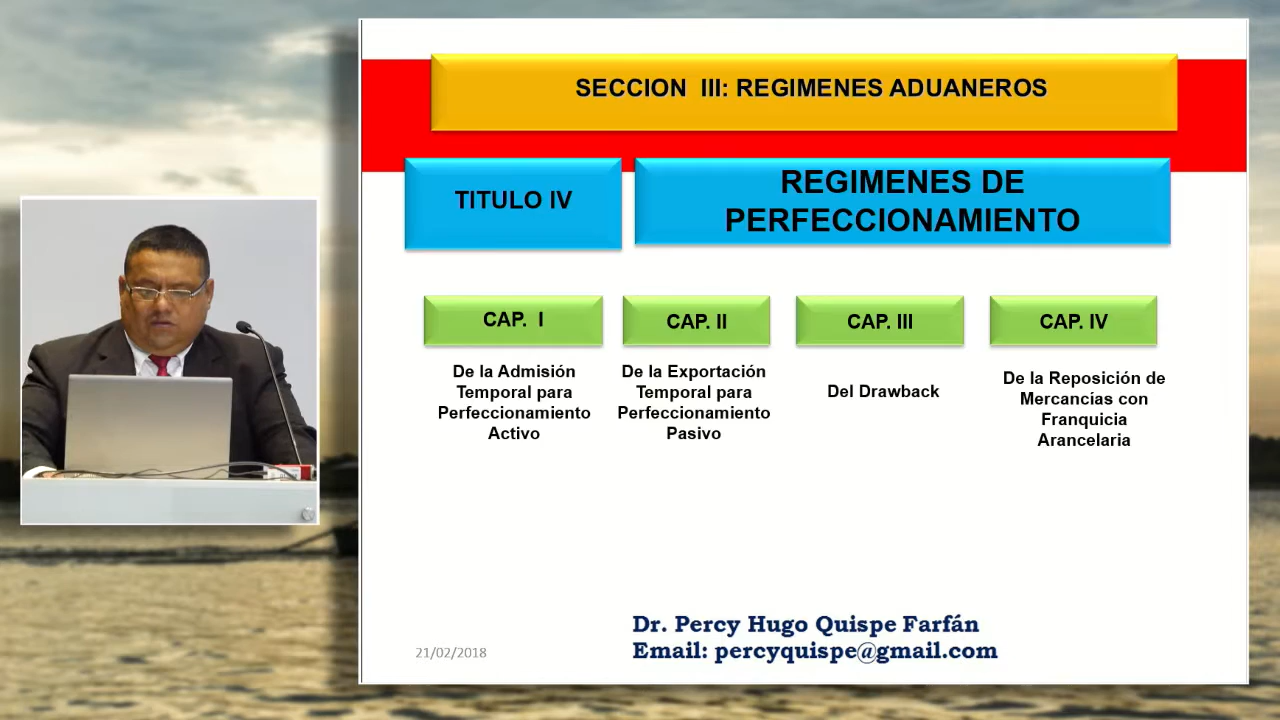 SECCION III: REGIMENES ADUANEROS
TITULO IV
REGIMENES DE
PERFECCIONAMIENTO
CAP. I
De la Admisión
Temporal para
Perfeccionamiento
Activo
CAP. II
De la Exportación
Temporal para
Perfeccionamiento
Pasivo
CAP. III
Del Drawback
CAP. IV
De la Reposición de
Mercancías con
Franquicia
Arancelaria
21/02/2018
Dr. Percy Hugo Quispe Farfán
Email: percyquispe@gmail.com